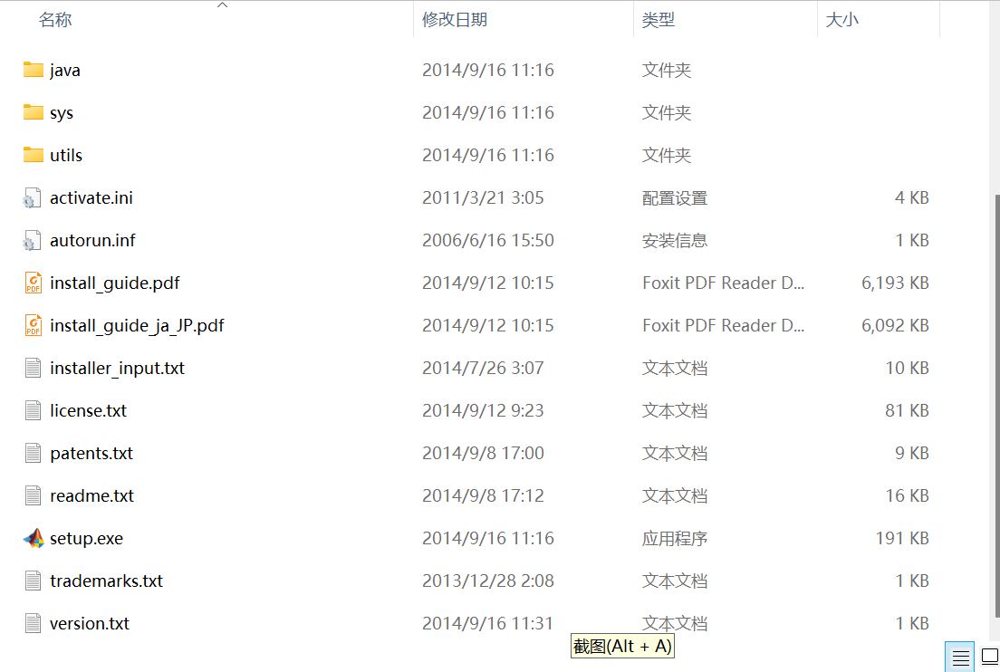 名称 修改日期 类型 大小
java 2014/9/16 11:16 文件夹
sys 2014/9/16 11:16 文件夹
utils 2014/9/16 11:16 文件夹
activate.ini 2011/3/21 3:05 配置设置 4 KB
autorun.inf 2006/6/16 15:50 安装信息 1 KB
install_guide.pdf 2014/9/12 10:15 Foxit PDF Reader D... 6,193 KB
install_guide_ja_JP.pdf 2014/9/12 10:15 Foxit PDF Reader D... 6,092 KB
installer_input.txt 2014/7/26 3:07 文本文档 10 KB
license.txt 2014/9/12 9:23 文本文档 81 KB
patents.txt 2014/9/8 17:00 文本文档 9 KB
readme.txt 2014/9/8 17:12 文本文档 16 KB
setup.exe 2014/9/16 11:16 应用程序 191 KB
trademarks.txt 2013/12/28 2:08 文本文档 1 KB
version.txt 2014/9/16 11:31 文本文档 1 KB
截图(Alt + A)